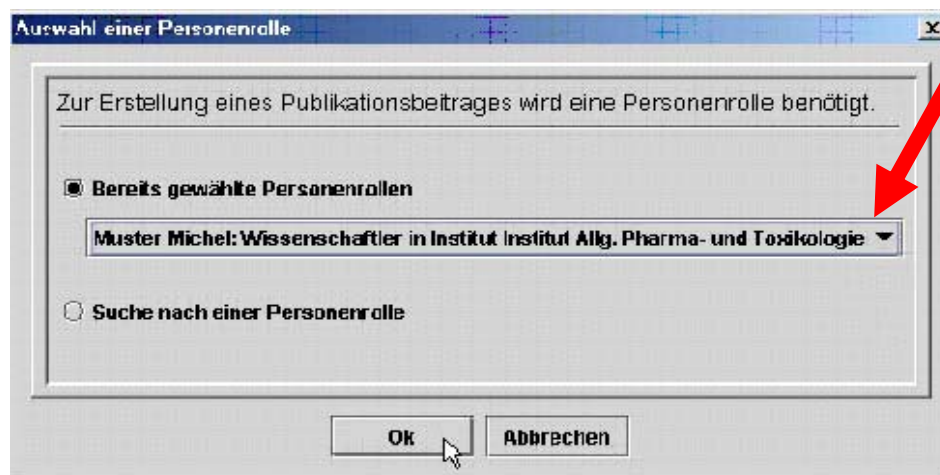 Auswahl einer Personenrolle
Zur Erstellung eines Publikationsbeitrages wird eine Personenrolle benötigt.
Bereits gewählte Personenrollen
Muster Michel: Wissenschaftler in Institut Institut Allg. Pharma- und Toxikologie
Suche nach einer Personenrolle
Ok Abbrechen